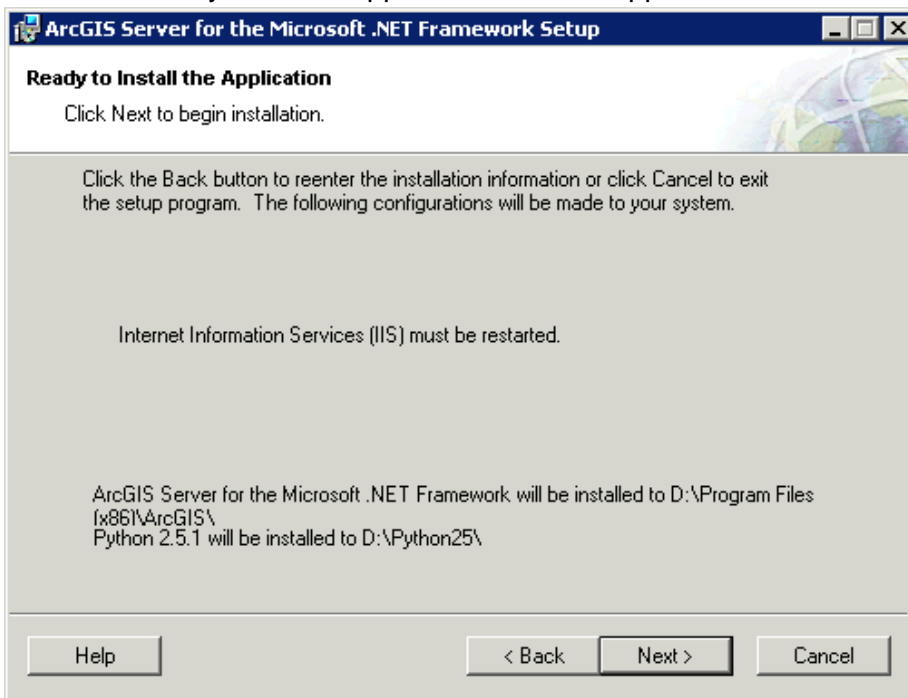 ArcGIS Server for the Microsoft .NET Framework Setup
Ready to Install the Application
Click Next to begin installation.
Click the Back button to reenter the installation information or click Cancel to exit
the setup program.  The following configurations will be made to your system.
Internet Information Services (IIS) must be restarted.
ArcGIS Server for the Microsoft .NET Framework will be installed to D:\Program Files
(x86)\ArcGIS\
Python 2.5.1 will be installed to D:\Python25\
Help
< Back
Next >
Cancel